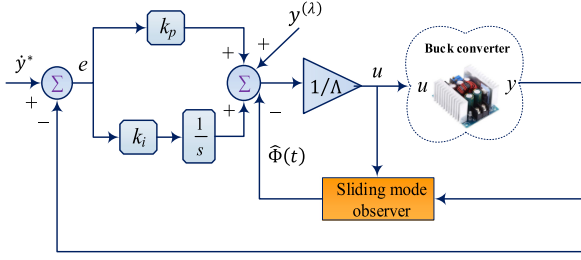 ẏ*
+
−
Σ
e
k_p
k_i
1/s
+
+
+
−
Σ
y^(λ)
1/Λ
u
Φ̂(t)
Buck converter
u
y
Sliding mode
observer